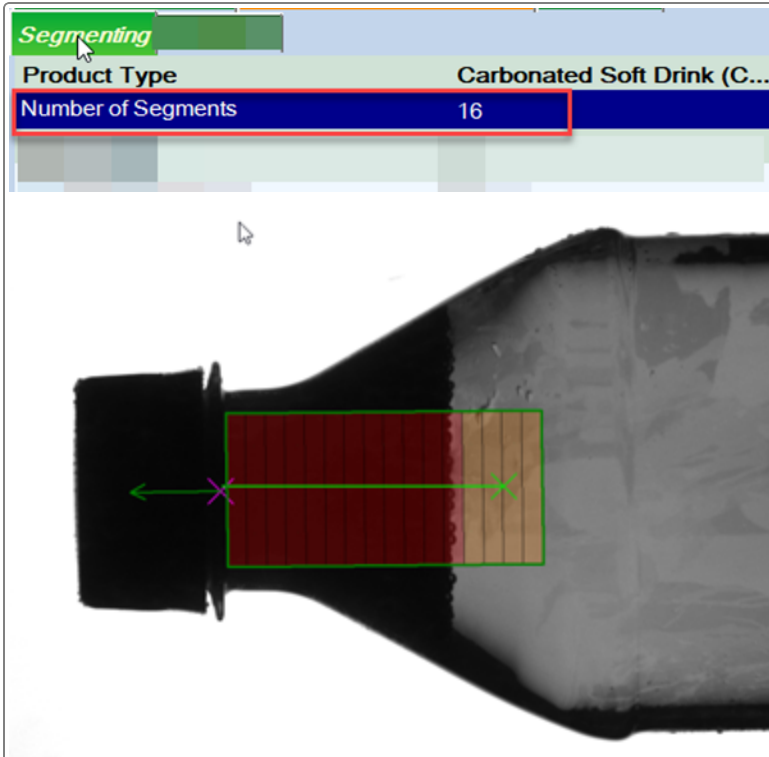 Segmenting
Product Type Carbonated Soft Drink (C...
Number of Segments 16